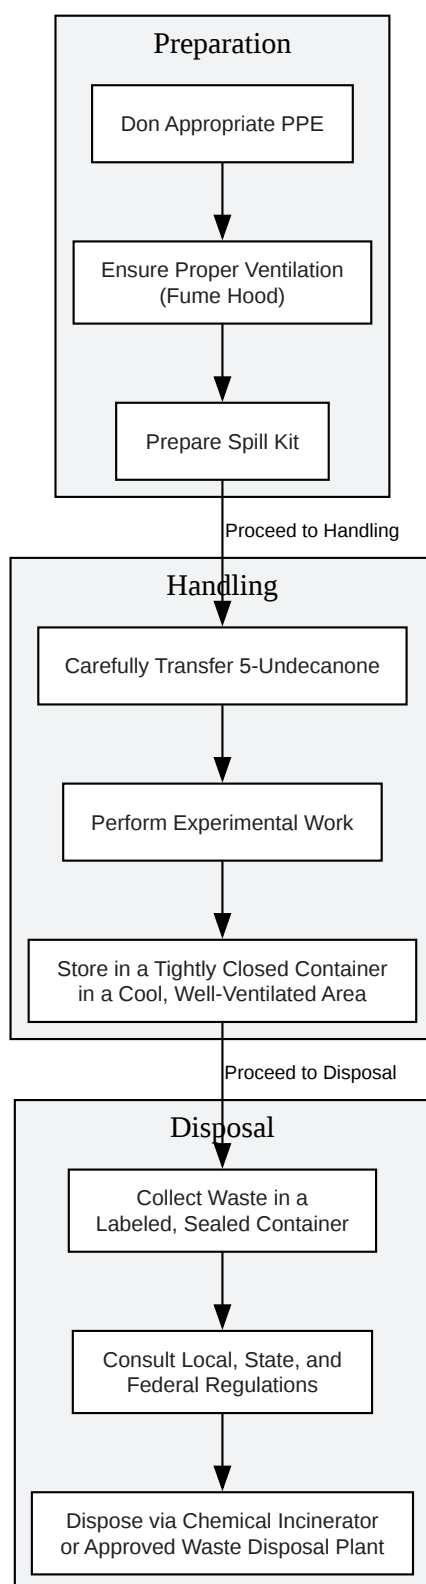 Preparation
Don Appropriate PPE
Ensure Proper Ventilation
(Fume Hood)
Prepare Spill Kit
Proceed to Handling
Handling
Carefully Transfer 5-Undecanone
Perform Experimental Work
Store in a Tightly Closed Container
in a Cool, Well-Ventilated Area
Proceed to Disposal
Disposal
Collect Waste in a
Labeled, Sealed Container
Consult Local, State, and
Federal Regulations
Dispose via Chemical Incinerator
or Approved Waste Disposal Plant